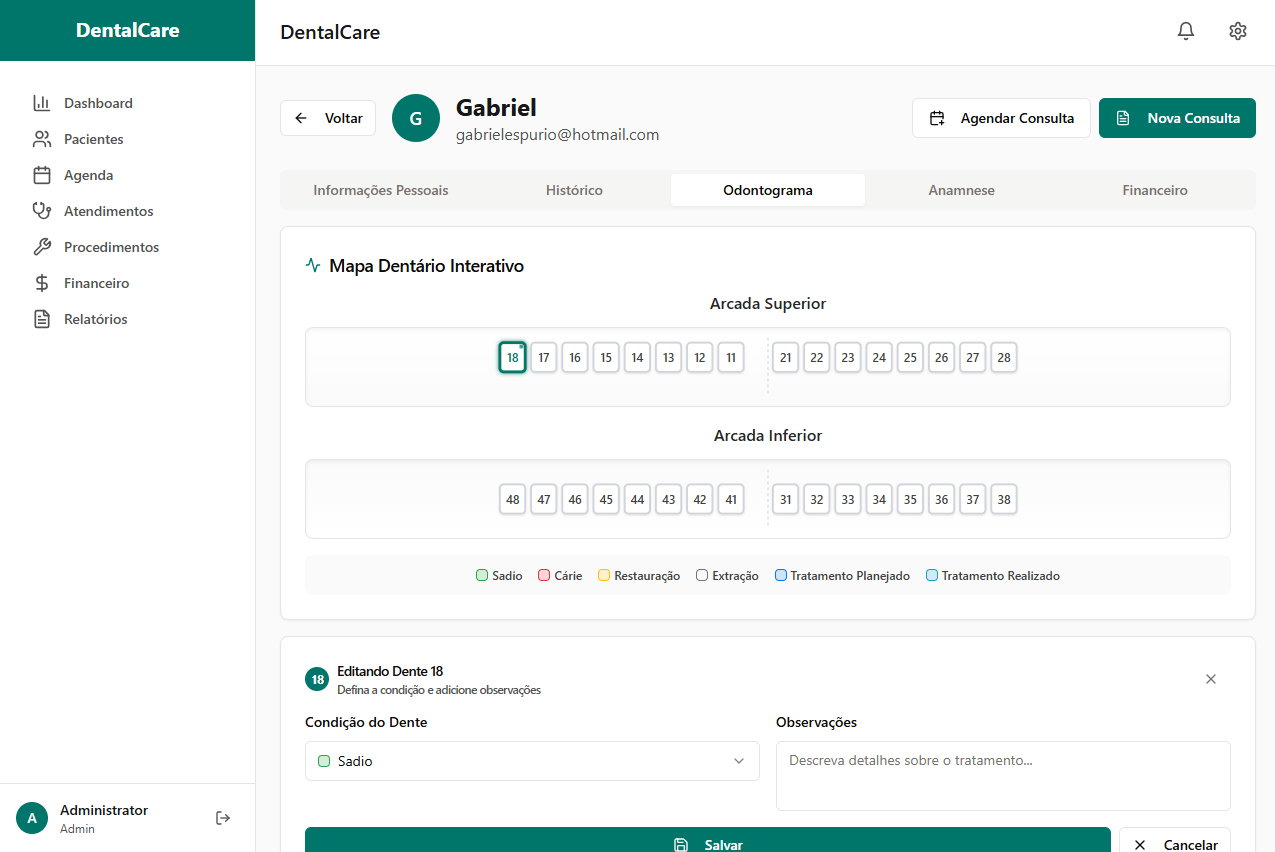 DentalCare
DentalCare
Dashboard
Pacientes
Agenda
Atendimentos
Procedimentos
Financeiro
Relatórios
A
Administrator
Admin
Voltar
G
Gabriel
gabrielespurio@hotmail.com
Agendar Consulta
Nova Consulta
Informações Pessoais
Histórico
Odontograma
Anamnese
Financeiro
Mapa Dentário Interativo
Arcada Superior
18 17 16 15 14 13 12 11 21 22 23 24 25 26 27 28
Arcada Inferior
48 47 46 45 44 43 42 41 31 32 33 34 35 36 37 38
Sadio Cárie Restauração Extração Tratamento Planejado Tratamento Realizado
18
Editando Dente 18
Defina a condição e adicione observações
Condição do Dente
Sadio
Observações
Descreva detalhes sobre o tratamento...
Salvar
Cancelar